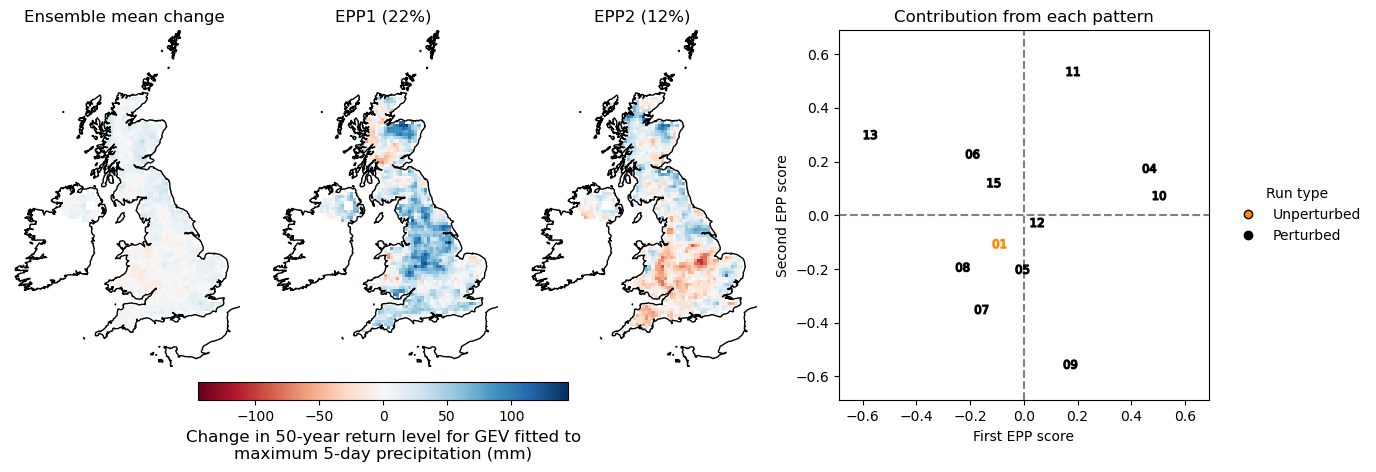 Ensemble mean change
EPP1 (22%)
EPP2 (12%)
Contribution from each pattern
−100 −50 0 50 100
Change in 50-year return level for GEV fitted to
maximum 5-day precipitation (mm)
Second EPP score
0.6
0.4
0.2
0.0
−0.2
−0.4
−0.6
11
13
06
04
15
10
12
01
08
05
07
09
−0.6 −0.4 −0.2 0.0 0.2 0.4 0.6
First EPP score
Run type
Unperturbed
Perturbed